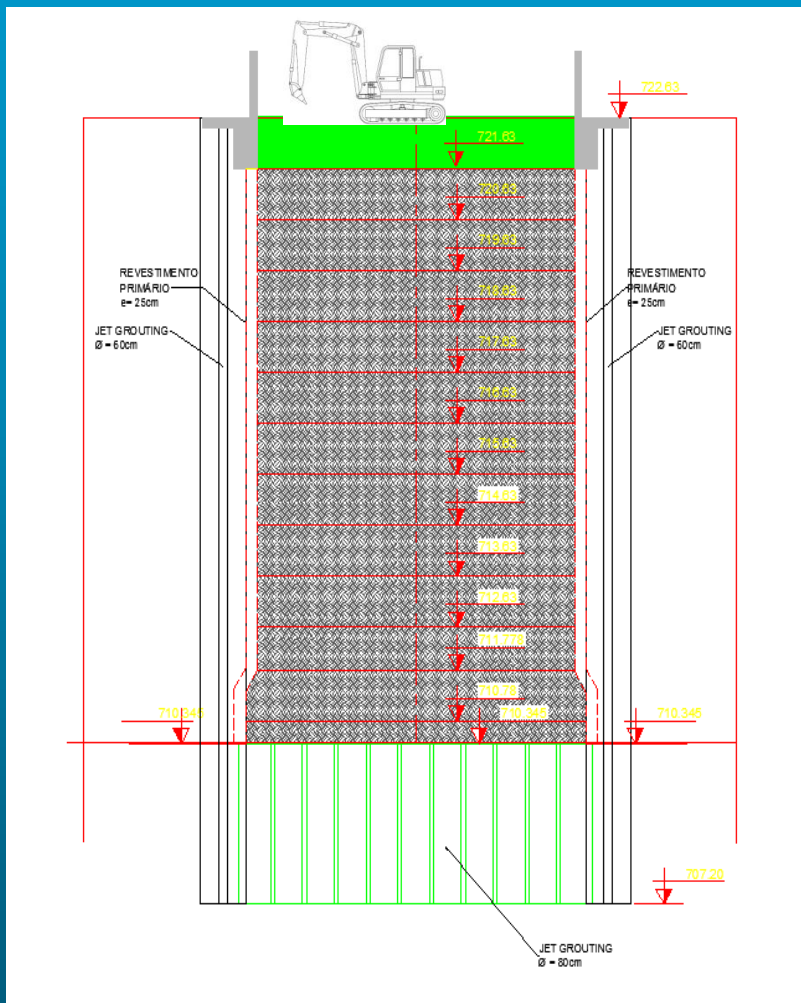 722.63
721.63
720.63
719.63
718.63
717.63
716.63
715.63
714.63
713.63
712.63
711.778
710.78
710.345
710.345
710.345
707.20
REVESTIMENTO
PRIMÁRIO
e= 25cm
JET GROUTING
Ø = 60cm
REVESTIMENTO
PRIMÁRIO
e= 25cm
JET GROUTING
Ø = 60cm
JET GROUTING
Ø = 80cm